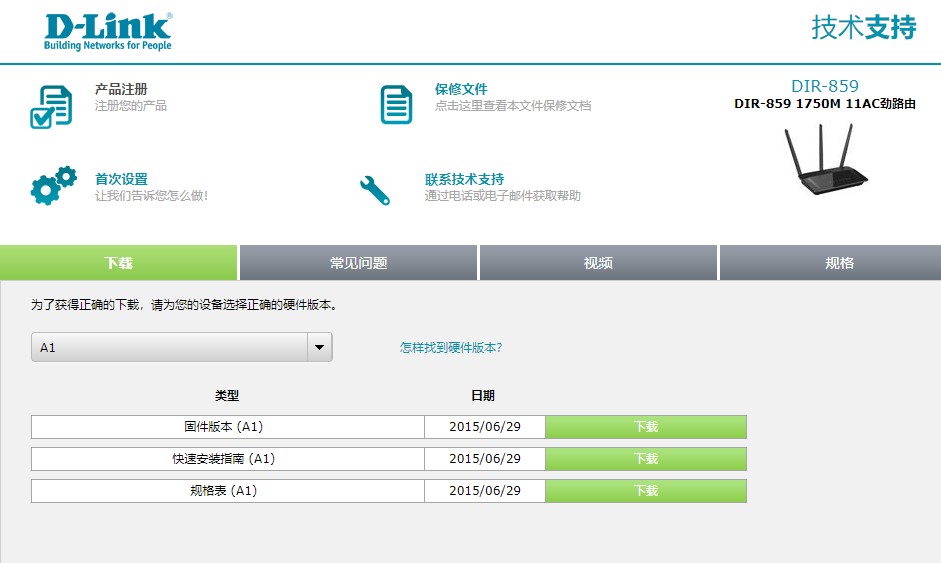 D-Link®
Building Networks for People
技术支持
产品注册
注册您的产品
保修文件
点击这里查看本文件保修文档
DIR-859
DIR-859 1750M 11AC劲路由
首次设置
让我们告诉您怎么做!
联系技术支持
通过电话或电子邮件获取帮助
下载 常见问题 视频 规格
为了获得正确的下载，请为您的设备选择正确的硬件版本。
A1 怎样找到硬件版本?
类型 日期
固件版本 (A1) 2015/06/29 下载
快速安装指南 (A1) 2015/06/29 下载
规格表 (A1) 2015/06/29 下载